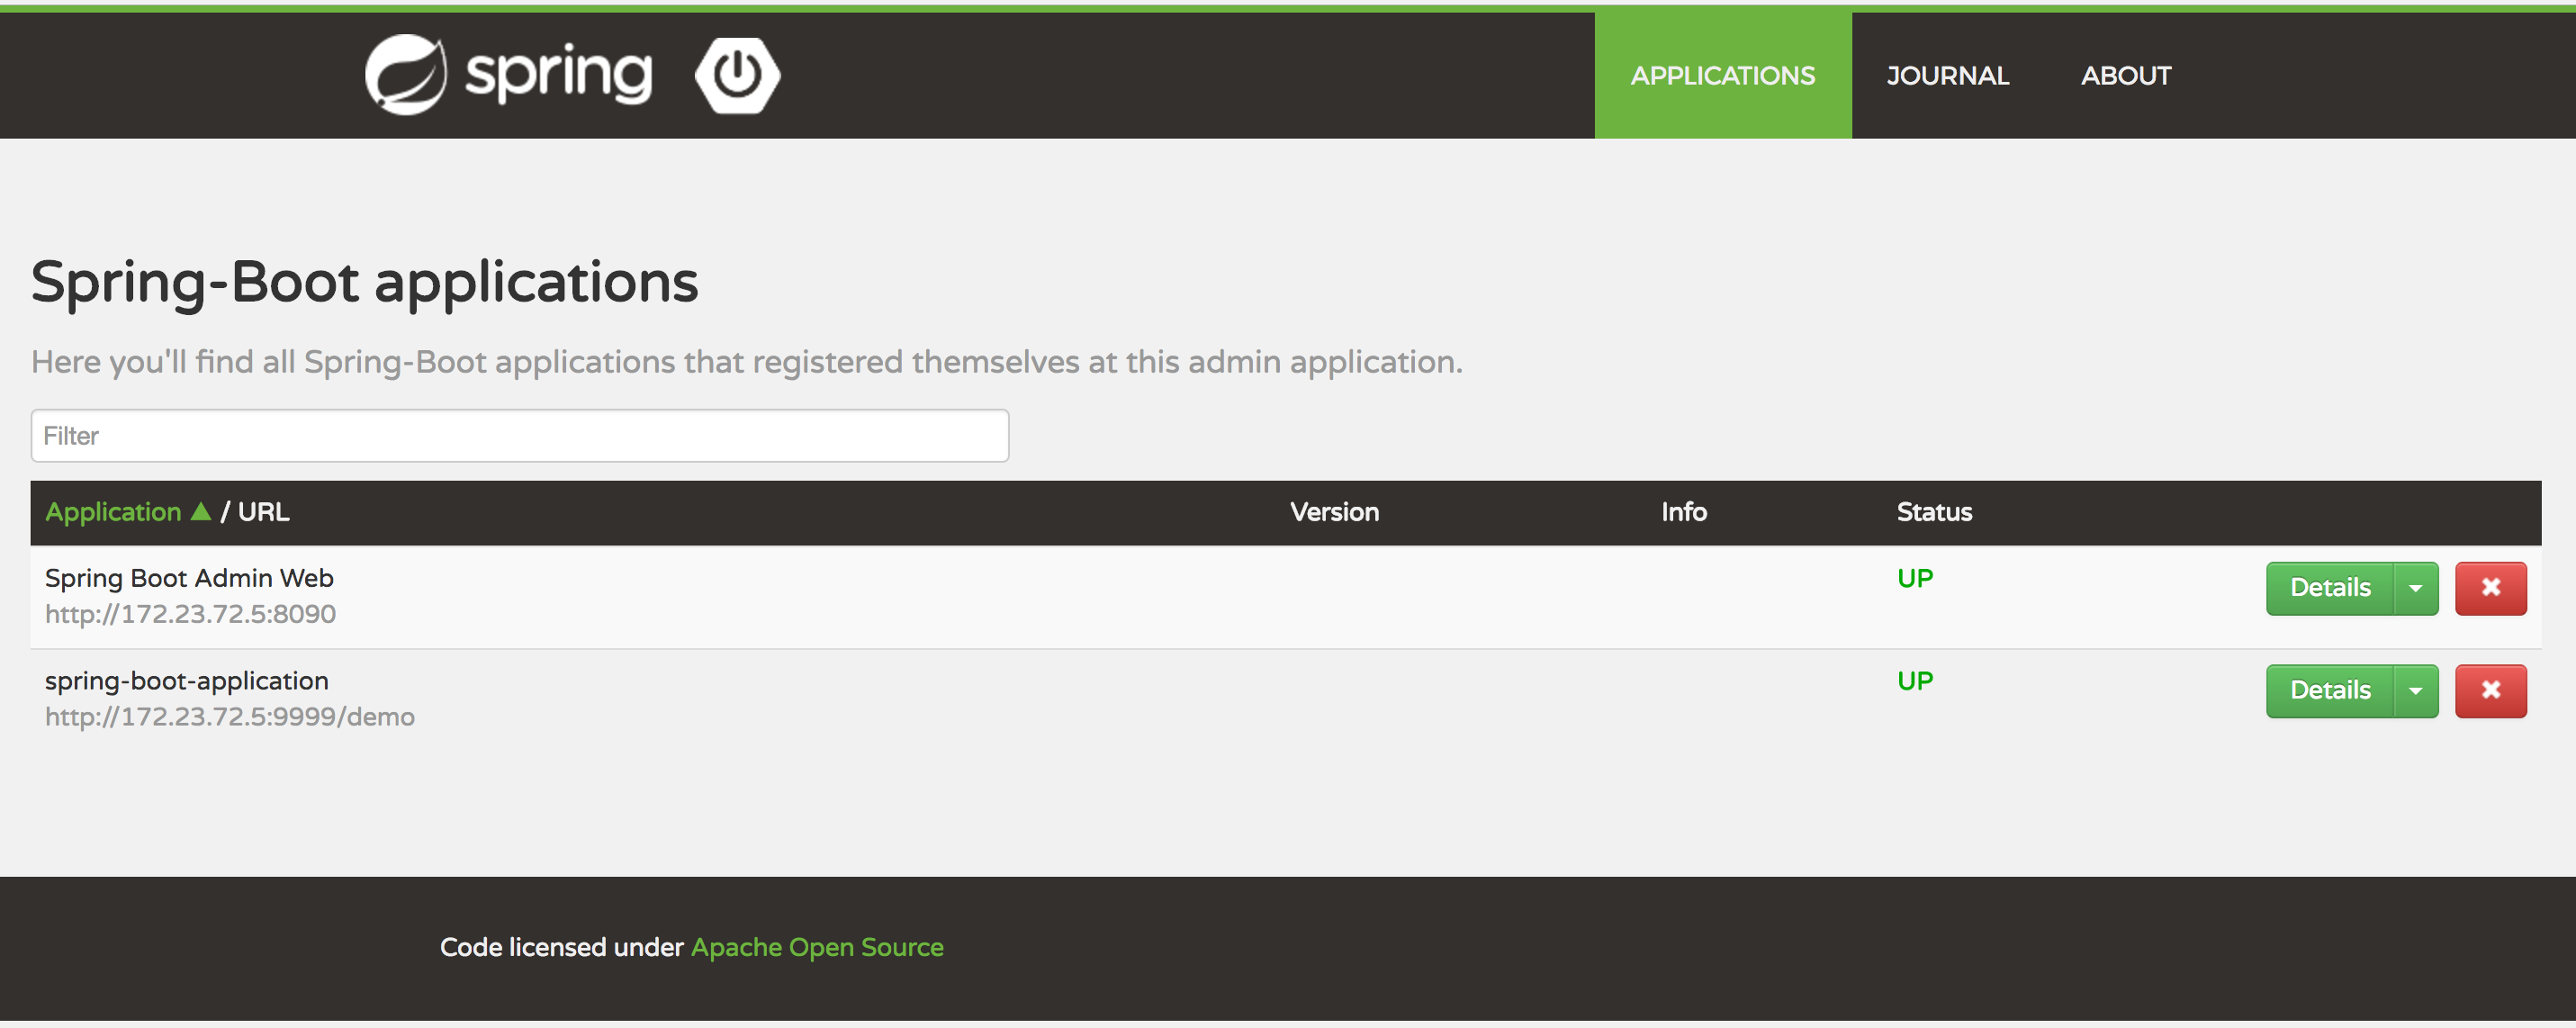 spring
APPLICATIONS JOURNAL ABOUT
Spring-Boot applications
Here you'll find all Spring-Boot applications that registered themselves at this admin application.
Filter
Application ▲ / URL Version Info Status
Spring Boot Admin Web UP Details
http://172.23.72.5:8090
spring-boot-application UP Details
http://172.23.72.5:9999/demo
Code licensed under Apache Open Source